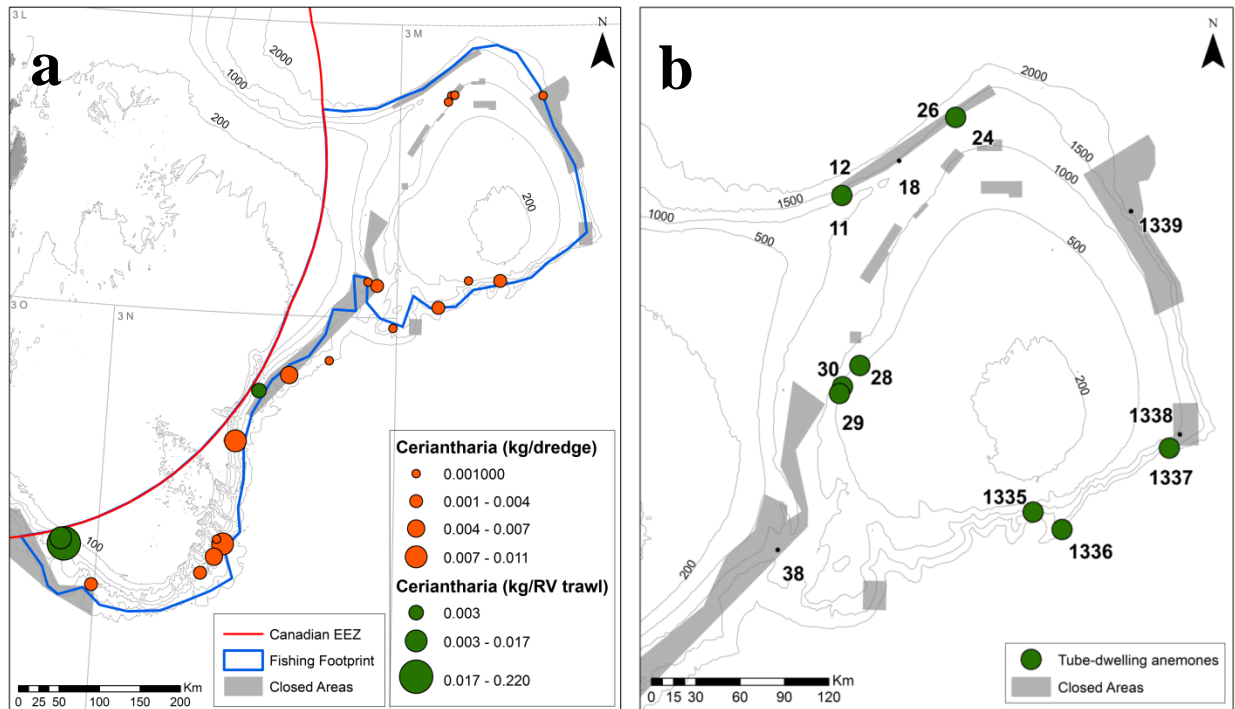 a
3 L
3 M
N
2000
1000
200
200
3 O
3 N
100
Ceriantharia (kg/dredge)
0.001000
0.001 - 0.004
0.004 - 0.007
0.007 - 0.011
Ceriantharia (kg/RV trawl)
0.003
0.003 - 0.017
0.017 - 0.220
Canadian EEZ
Fishing Footprint
Closed Areas
0 25 50 100 150 200
Km
b
N
2000
26
24
1500
12
18
1000
11
1500
1339
1000
500
500
30
28
29
200
1338
1337
1335
1336
200
38
Tube-dwelling anemones
Closed Areas
0 15 30 60 90 120
Km